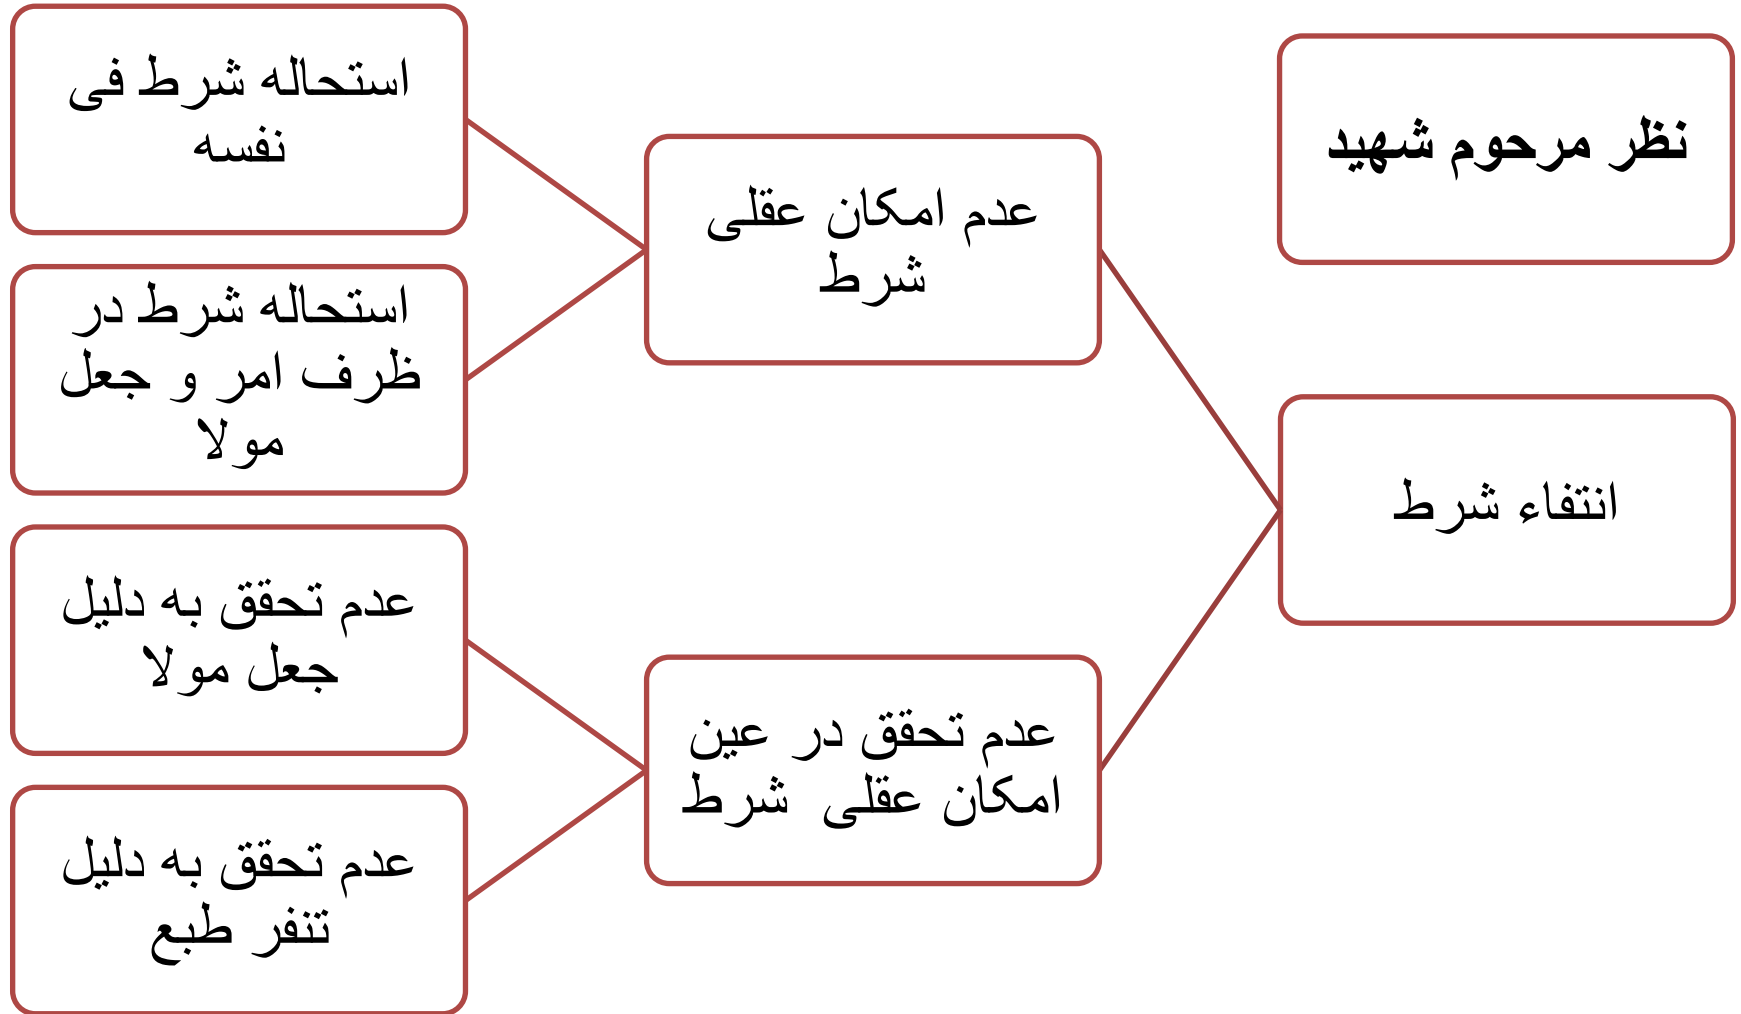 نظر مرحوم شهید
انتفاء شرط
عدم امکان عقلی
شرط
استحاله شرط فی
نفسه
استحاله شرط در
ظرف امر و جعل
مولا
عدم تحقق در عین
امکان عقلی شرط
عدم تحقق به دلیل
جعل مولا
عدم تحقق به دلیل
تنفر طبع